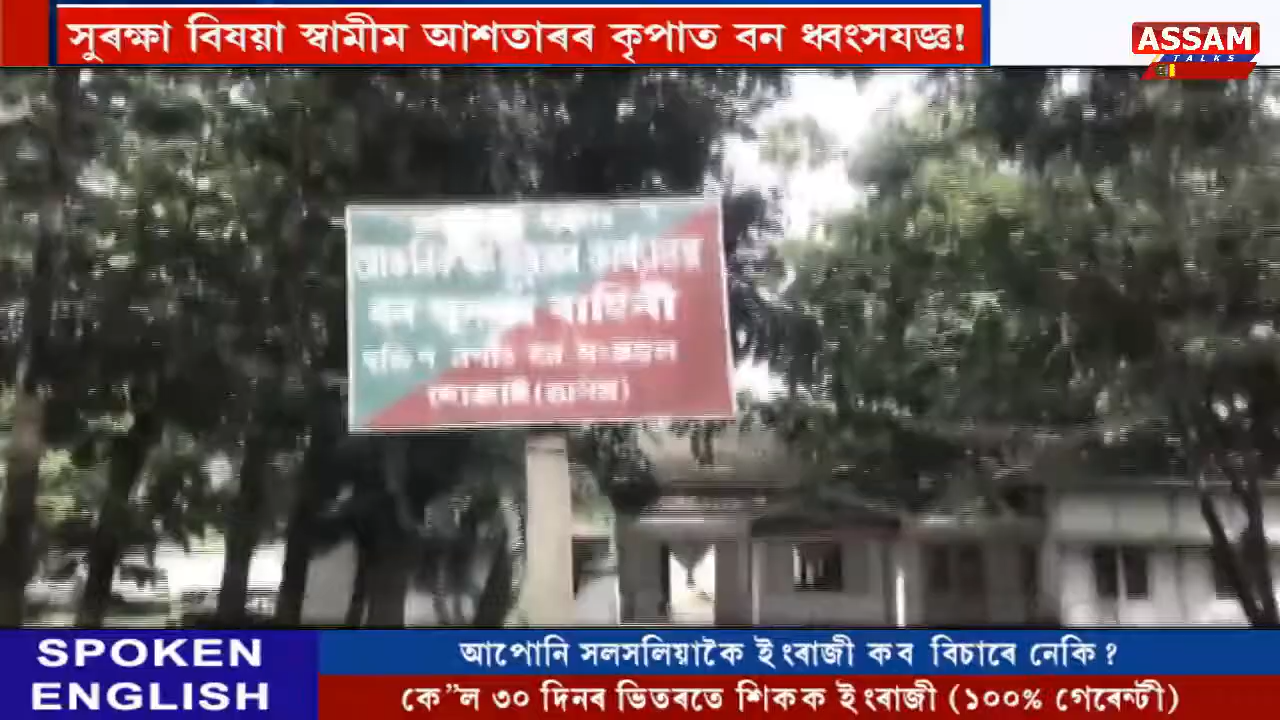 সুৰক্ষা বিষয়া স্বামীম আশতাৰৰ কৃপাত বন ধ্বংসযজ্ঞ!
ASSAM
TALKS
বন সুৰক্ষা বাহিনী
SPOKEN
ENGLISH
আপোনি সলসলিয়াকৈ ইংৰাজী কব বিচাৰে নেকি?
কে”ল ৩০ দিনৰ ভিতৰতে শিকক ইংৰাজী (১০০% গেৰেন্টী)